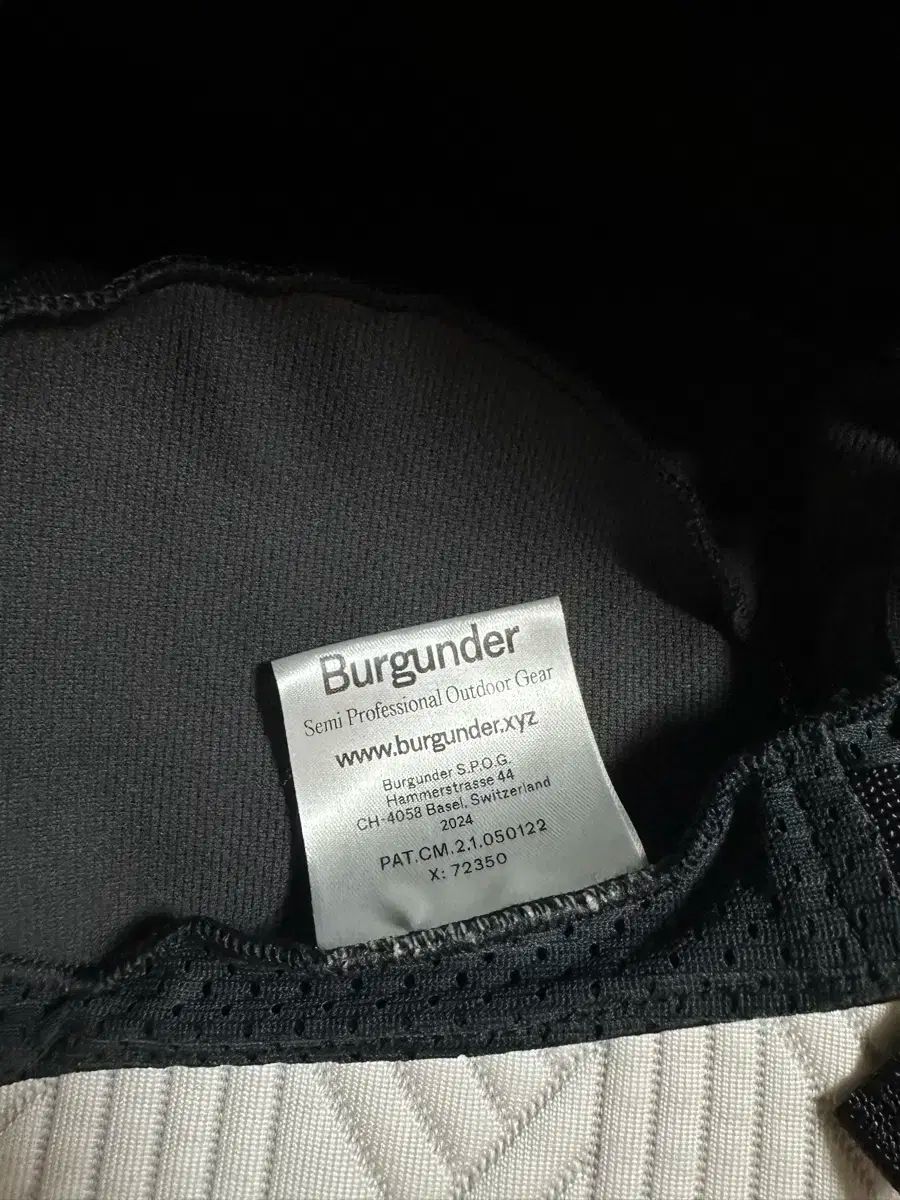 Burgunder
Semi Professional Outdoor Gear
www.burgunder.xyz
Burgunder S.P.O.G.
Hammerstrasse 44
CH-4058 Basel, Switzerland
2024
PAT.CM.2.1.050122
X: 72350